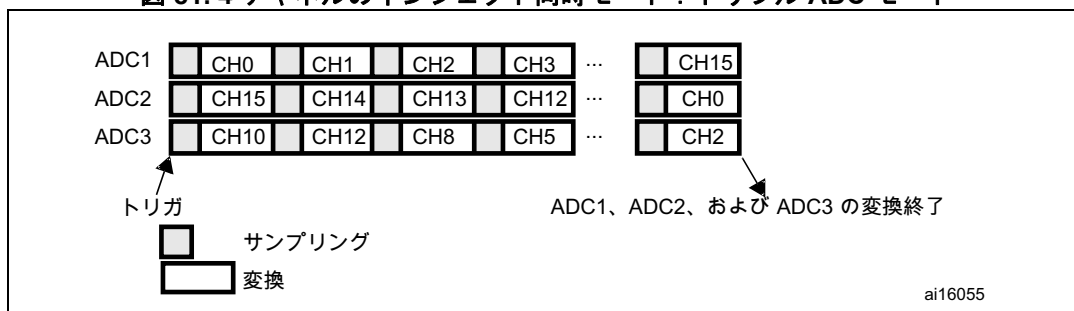 ADC1 CH0 CH1 CH2 CH3 ... CH15
ADC2 CH15 CH14 CH13 CH12 ... CH0
ADC3 CH10 CH12 CH8 CH5 ... CH2
トリガ
ADC1、ADC2、および ADC3 の変換終了
サンプリング
変換
ai16055